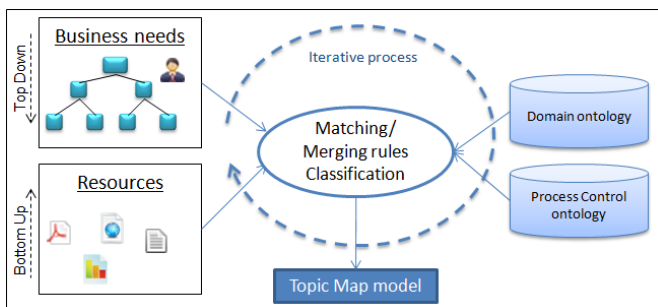 Top Down
Business needs
Iterative process
Matching/
Merging rules
Classification
Domain ontology
Process Control
ontology
Bottom Up
Resources
Topic Map model